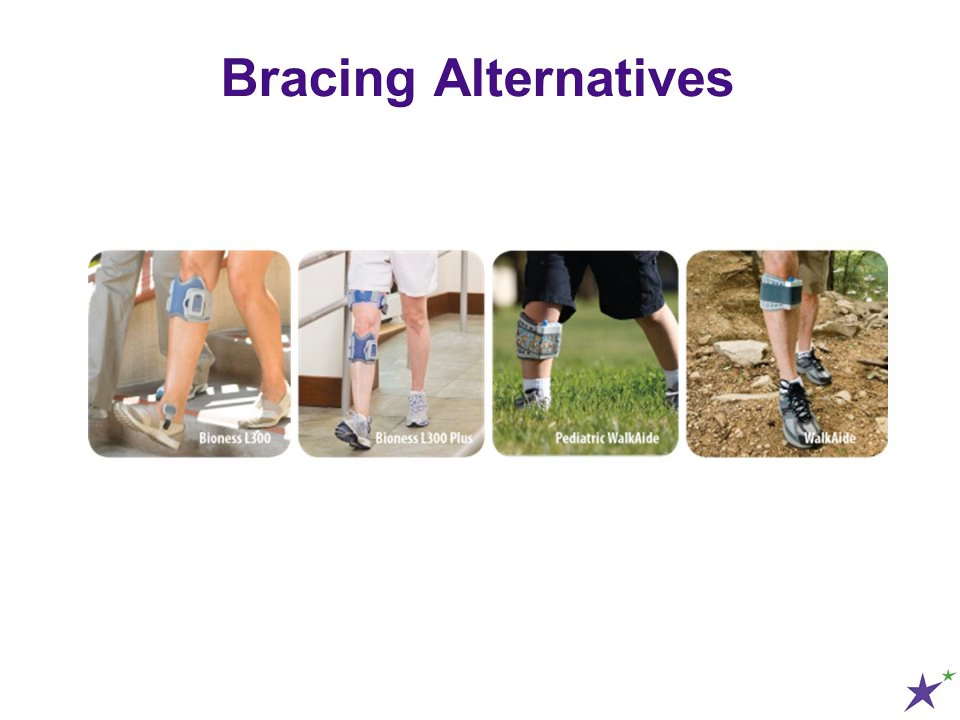 Bracing Alternatives
Bioness L300
Bioness L300 Plus
Pediatric WalkAide
WalkAide